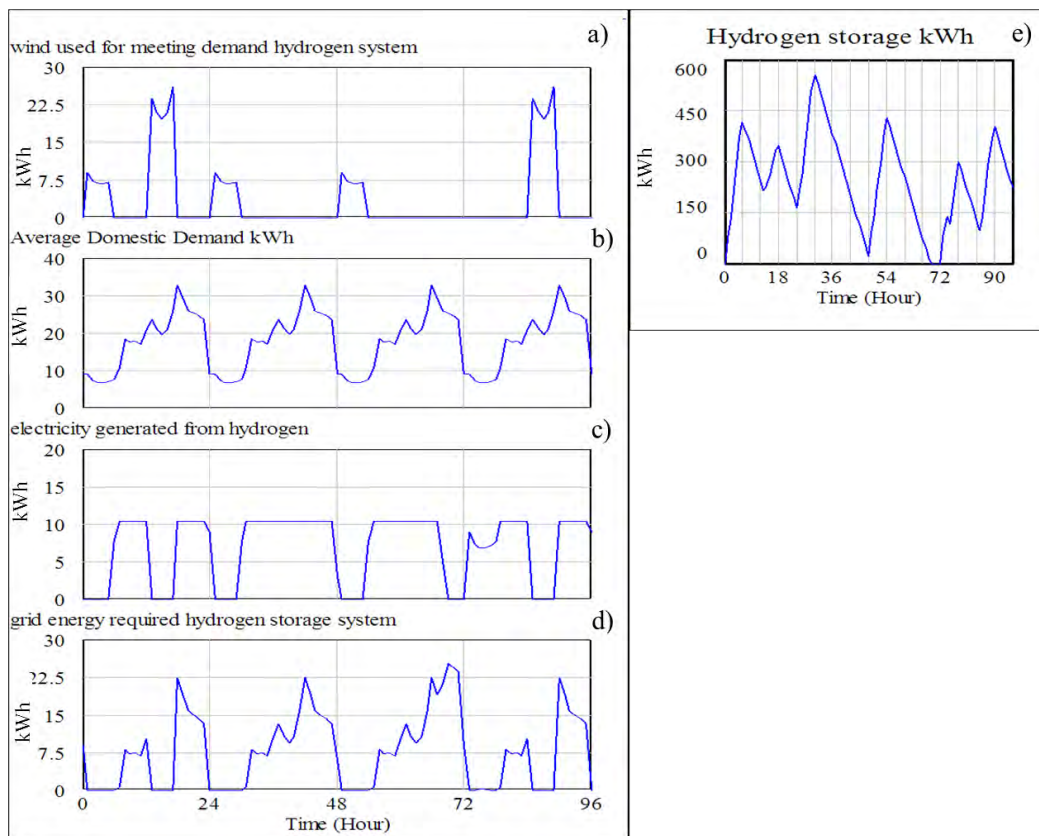 a)
wind used for meeting demand hydrogen system
30
22.5
15
7.5
0
kWh
b)
Average Domestic Demand kWh
40
30
20
10
0
kWh
c)
electricity generated from hydrogen
20
15
10
5
0
kWh
d)
grid energy required hydrogen storage system
30
22.5
15
7.5
0
kWh
0 24 48 72 96
Time (Hour)
e)
Hydrogen storage kWh
600
450
300
150
0
kWh
0 18 36 54 72 90
Time (Hour)